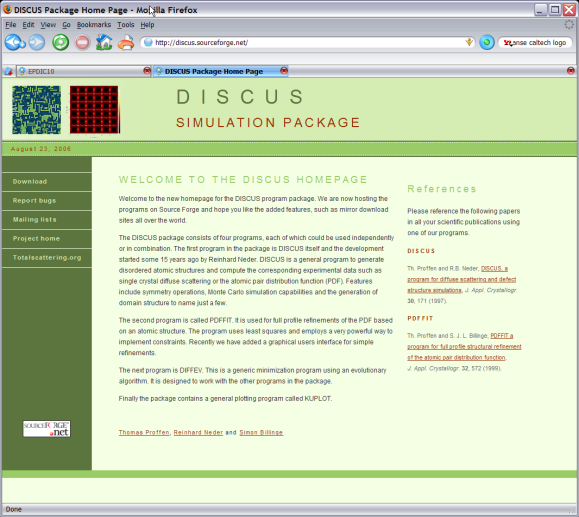 DISCUS Package Home Page - Mozilla Firefox
File Edit View Go Bookmarks Tools Help
http://discus.sourceforge.net/
danse caltech logo
EPDIC10
DISCUS Package Home Page
DISCUS
SIMULATION PACKAGE
August 23, 2006
Download
Report bugs
Mailing lists
Project home
Totalscattering.org
SOURCEFORGE
.net
WELCOME TO THE DISCUS HOMEPAGE
Welcome to the new homepage for the DISCUS program package. We are now hosting the
programs on Source Forge and hope you like the added features, such as mirror download
sites all over the world.
The DISCUS package consists of four programs, each of which could be used independently
or in combination. The first program in the package is DISCUS itself and the development
started some 15 years ago by Reinhard Neder. DISCUS is a general program to generate
disordered atomic structures and compute the corresponding experimental data such as
single crystal diffuse scattering or the atomic pair distribution function (PDF). Features
include symmetry operations, Monte Carlo simulation capabilities and the generation of
domain structure to name just a few.
The second program is called PDFFIT. It is used for full profile refinements of the PDF based
on an atomic structure. The program uses least squares and employs a very powerful way to
implement constraints. Recently we have added a graphical users interface for simple
refinements.
The next program is DIFFEV. This is a generic minimization program using an evolutionary
algorithm. It is designed to work with the other programs in the package.
Finally the package contains a general plotting program called KUPLOT.
Thomas Proffen, Reinhard Neder and Simon Billinge
References
Please reference the following papers
in all your scientific publications using
one of our programs.
DISCUS
Th. Proffen and R.B. Neder, DISCUS, a
program for diffuse scattering and defect
structure simulations, J. Appl. Crystallogr.
30, 171 (1997).
PDFFIT
Th. Proffen and S. J. L. Billinge, PDFFIT a
program for full profile structural refinement
of the atomic pair distribution function,
J. Appl. Crystallogr. 32, 572 (1999).
Done